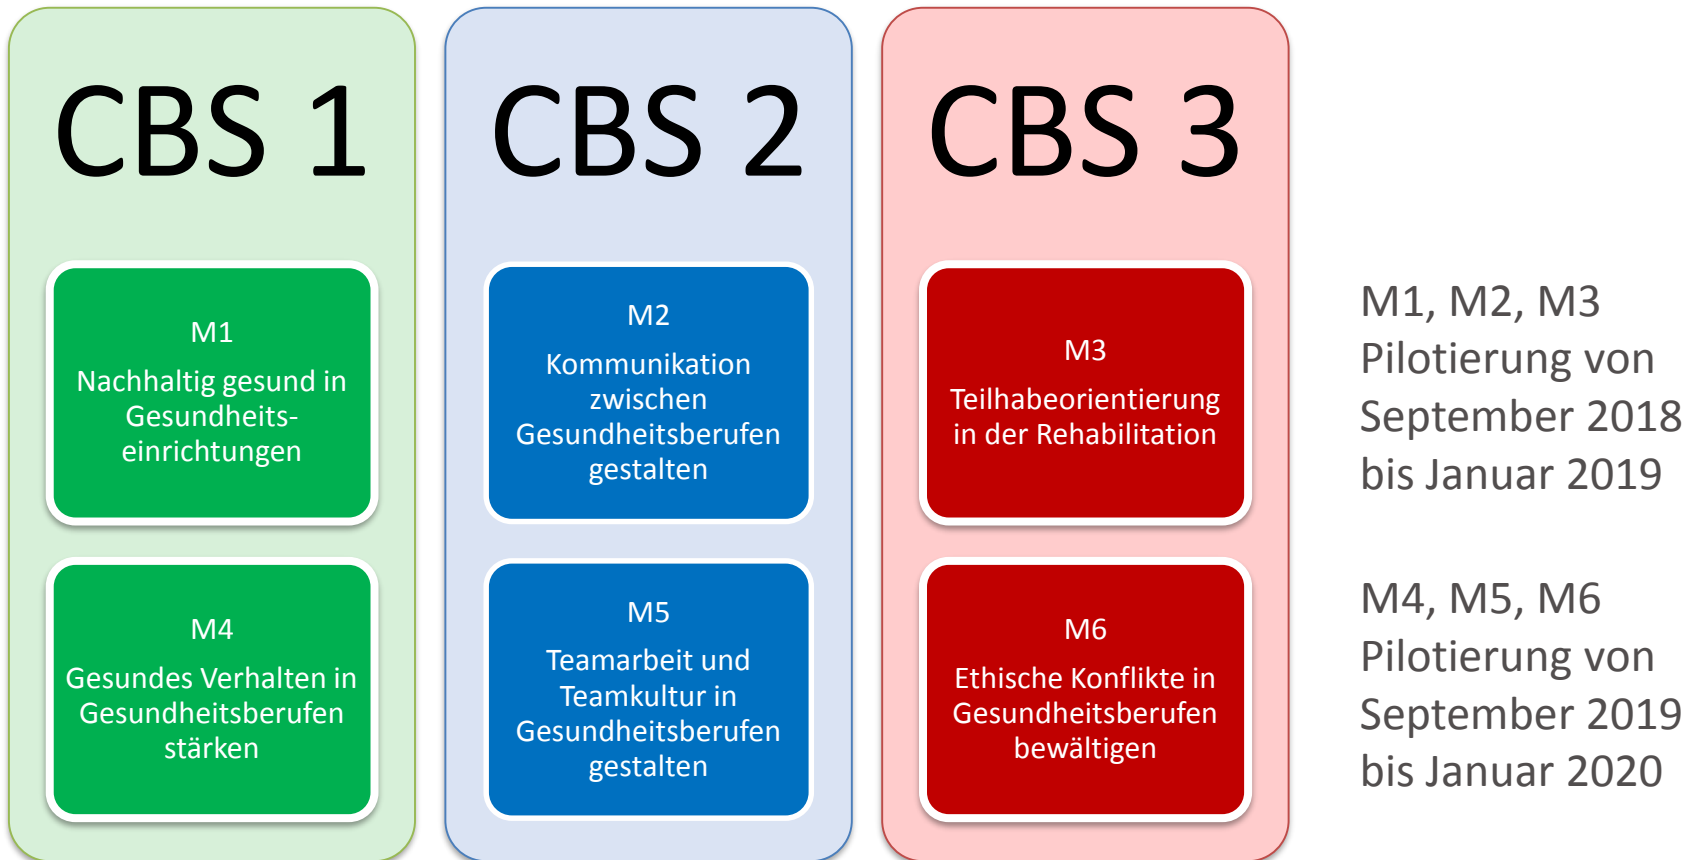 CBS 1
M1
Nachhaltig gesund in
Gesundheits-
einrichtungen
M4
Gesundes Verhalten in
Gesundheitsberufen
stärken
CBS 2
M2
Kommunikation
zwischen
Gesundheitsberufen
gestalten
M5
Teamarbeit und
Teamkultur in
Gesundheitsberufen
gestalten
CBS 3
M3
Teilhabeorientierung
in der Rehabilitation
M6
Ethische Konflikte in
Gesundheitsberufen
bewältigen
M1, M2, M3
Pilotierung von
September 2018
bis Januar 2019
M4, M5, M6
Pilotierung von
September 2019
bis Januar 2020